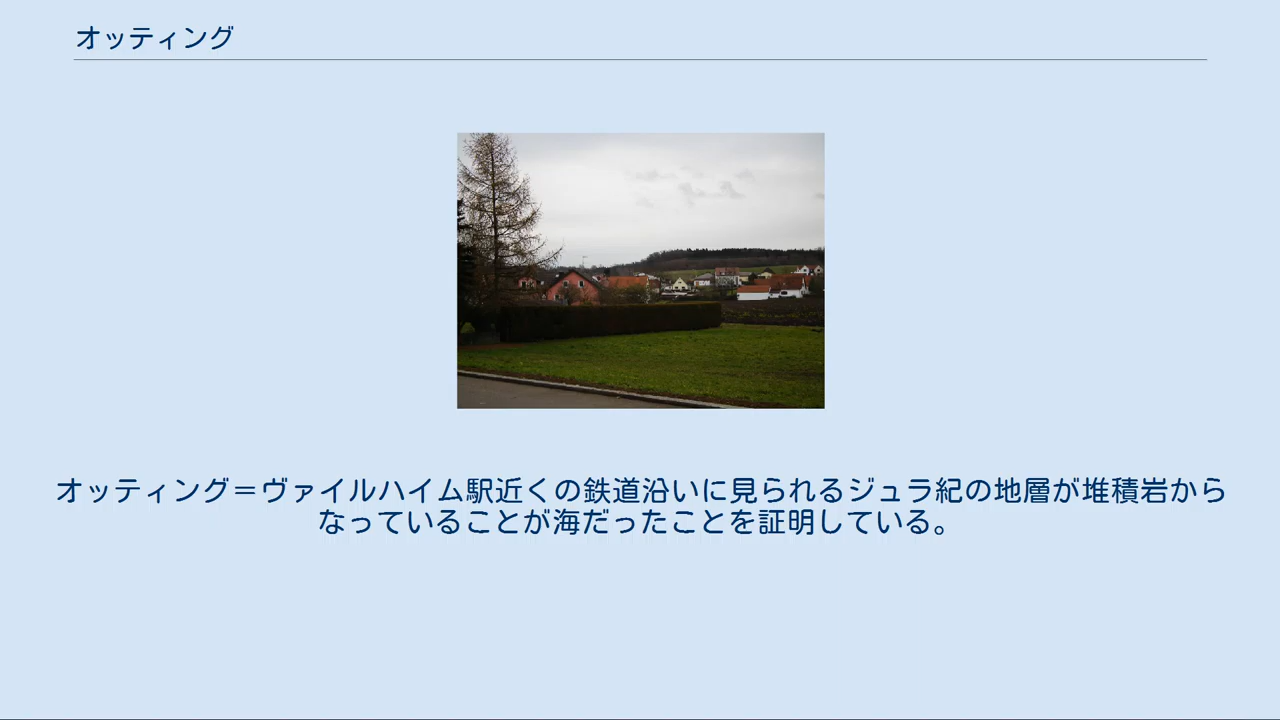 オッティング
オッティング＝ヴァイルハイム駅近くの鉄道沿いに見られるジュラ紀の地層が堆積岩から
なっていることが海だったことを証明している。